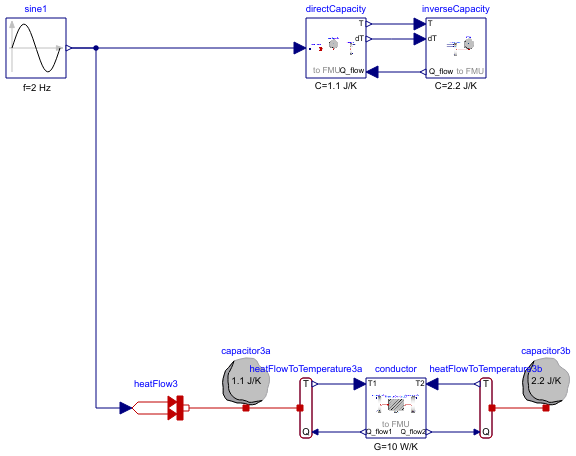 sine1
directCapacity
inverseCapacity
T
T
dT
dT
to FMU
Q_flow
Q_flow
to FMU
f=2 Hz
C=1.1 J/K
C=2.2 J/K
capacitor3a
capacitor3b
heatFlowToTemperature3a
conductor
heatFlowToTemperature3b
heatFlow3
1.1 J/K
T
T1
T2
T
2.2 J/K
to FMU
Q
Q_flow1
Q_flow2
Q
G=10 W/K